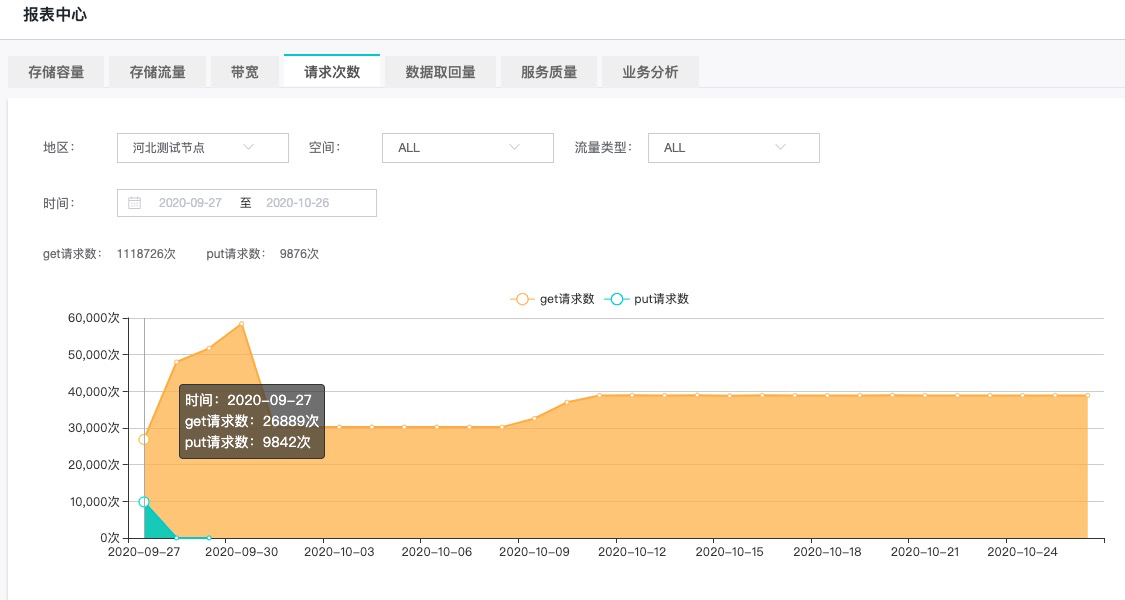 报表中心
存储容量 存储流量 带宽 请求次数 数据取回量 服务质量 业务分析
地区： 河北测试节点 空间： ALL 流量类型： ALL
时间： 2020-09-27 至 2020-10-26
get请求数： 1118726次 put请求数： 9876次
get请求数 put请求数
60,000次
50,000次
40,000次
30,000次
20,000次
10,000次
0次
时间：2020-09-27
get请求数：26889次
put请求数：9842次
2020-09-27 2020-09-30 2020-10-03 2020-10-06 2020-10-09 2020-10-12 2020-10-15 2020-10-18 2020-10-21 2020-10-24